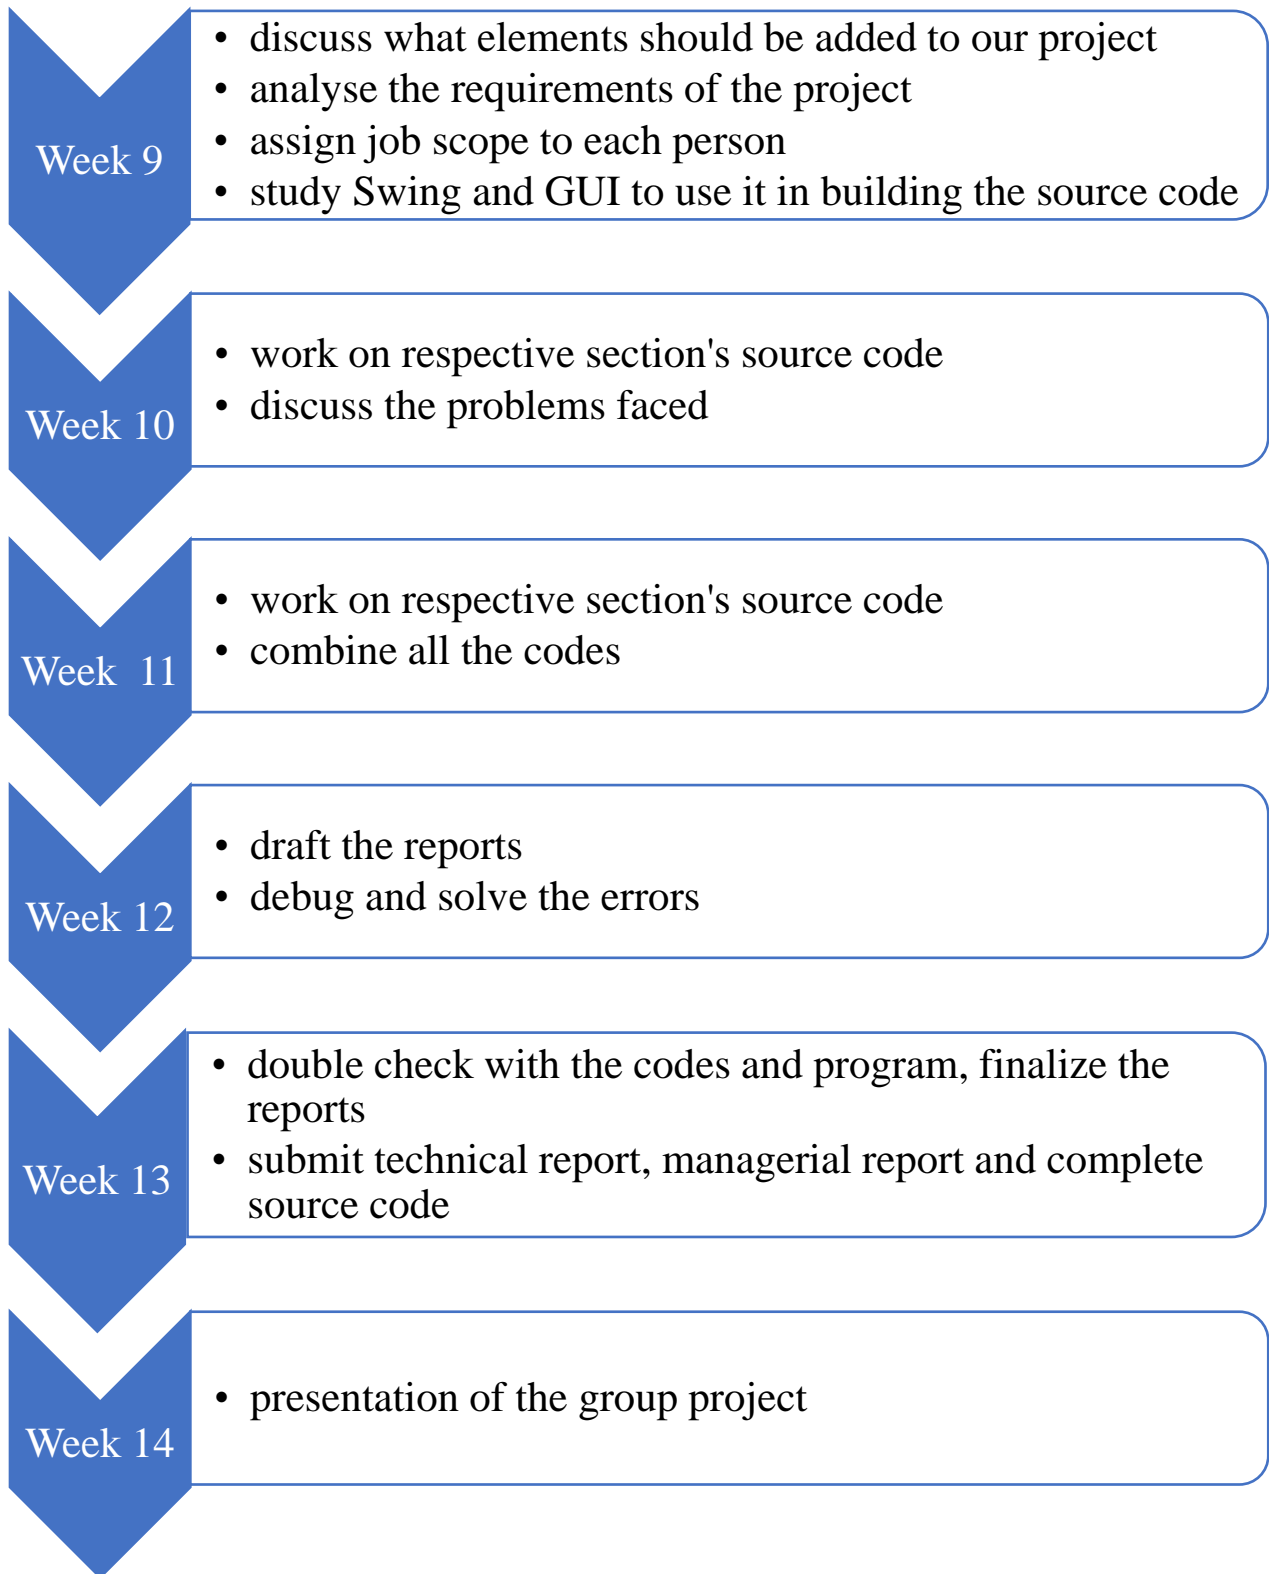 Week 9
• discuss what elements should be added to our project
• analyse the requirements of the project
• assign job scope to each person
• study Swing and GUI to use it in building the source code
Week 10
• work on respective section's source code
• discuss the problems faced
Week  11
• work on respective section's source code
• combine all the codes
Week 12
• draft the reports
• debug and solve the errors
Week 13
• double check with the codes and program, finalize the
reports
• submit technical report, managerial report and complete
source code
Week 14
• presentation of the group project